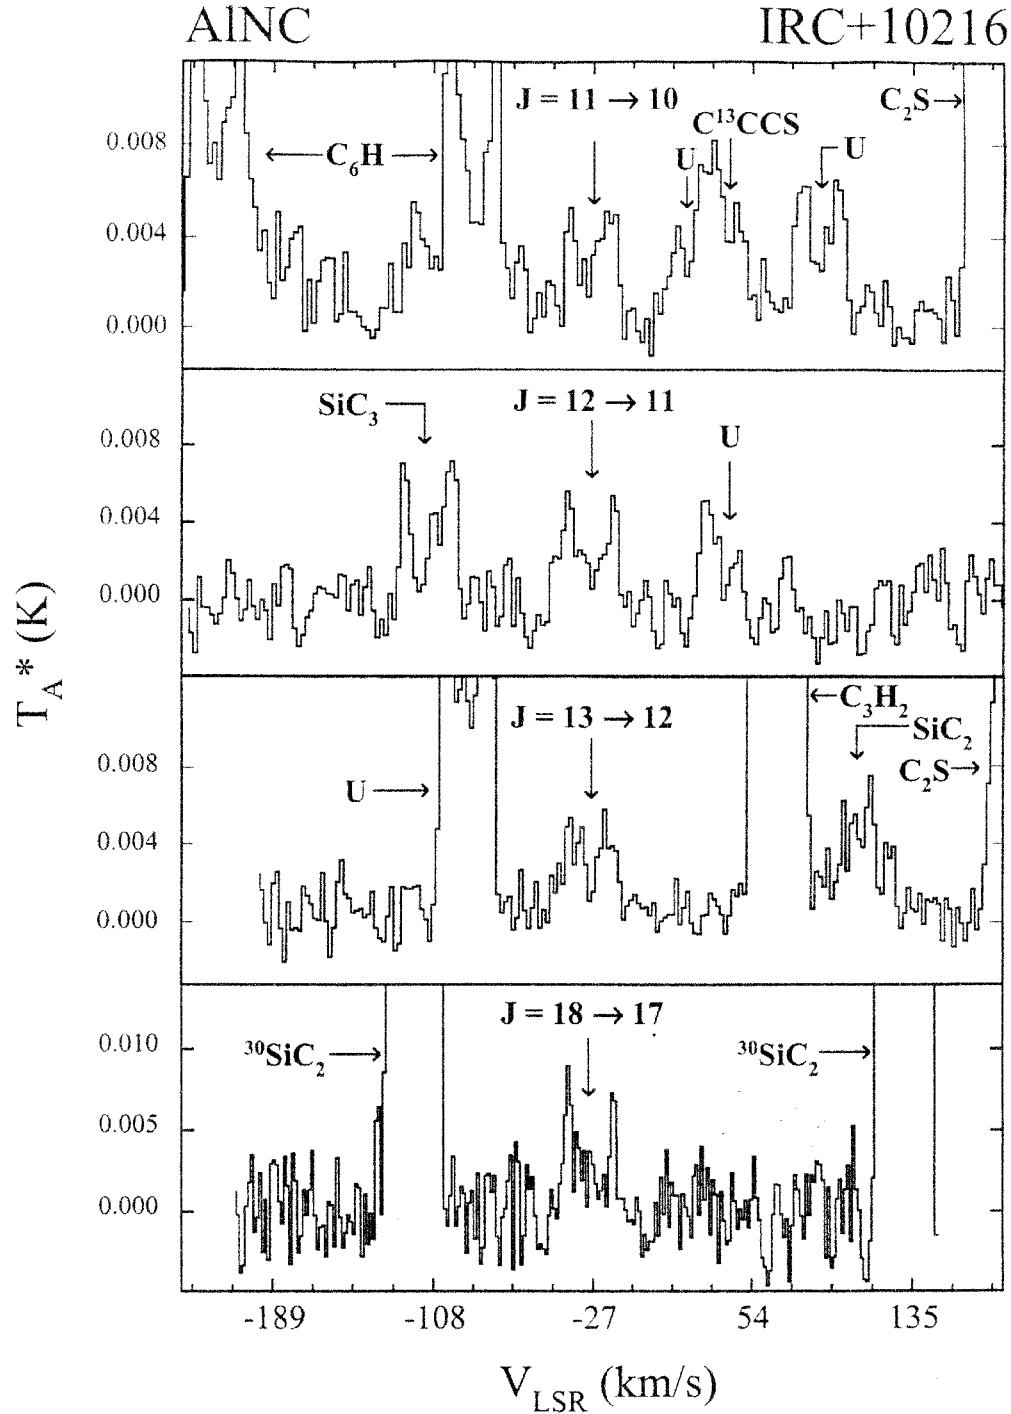 AlNC IRC+10216
J = 11 → 10
C₂S→
C¹³CCS
0.008
←C₆H→
U
U
0.004
0.000
J = 12 → 11
SiC₃
0.008
U
0.004
0.000
T_A* (K)
J = 13 → 12
←C₃H₂
SiC₂
0.008
C₂S→
U→
0.004
0.000
J = 18 → 17
0.010
³⁰SiC₂→
³⁰SiC₂→
0.005
0.000
-189 -108 -27 54 135
V_LSR (km/s)